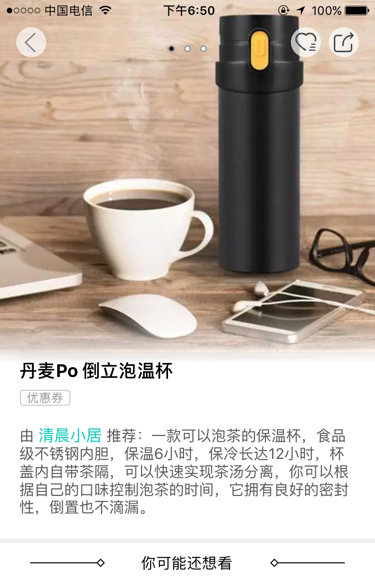 中国电信
下午6:50
100%
丹麦Po 倒立泡温杯
优惠券
由 清晨小居 推荐：一款可以泡茶的保温杯，食品
级不锈钢内胆，保温6小时，保冷长达12小时，杯
盖内自带茶隔，可以快速实现茶汤分离，你可以根
据自己的口味控制泡茶的时间，它拥有良好的密封
性，倒置也不滴漏。
你可能还想看